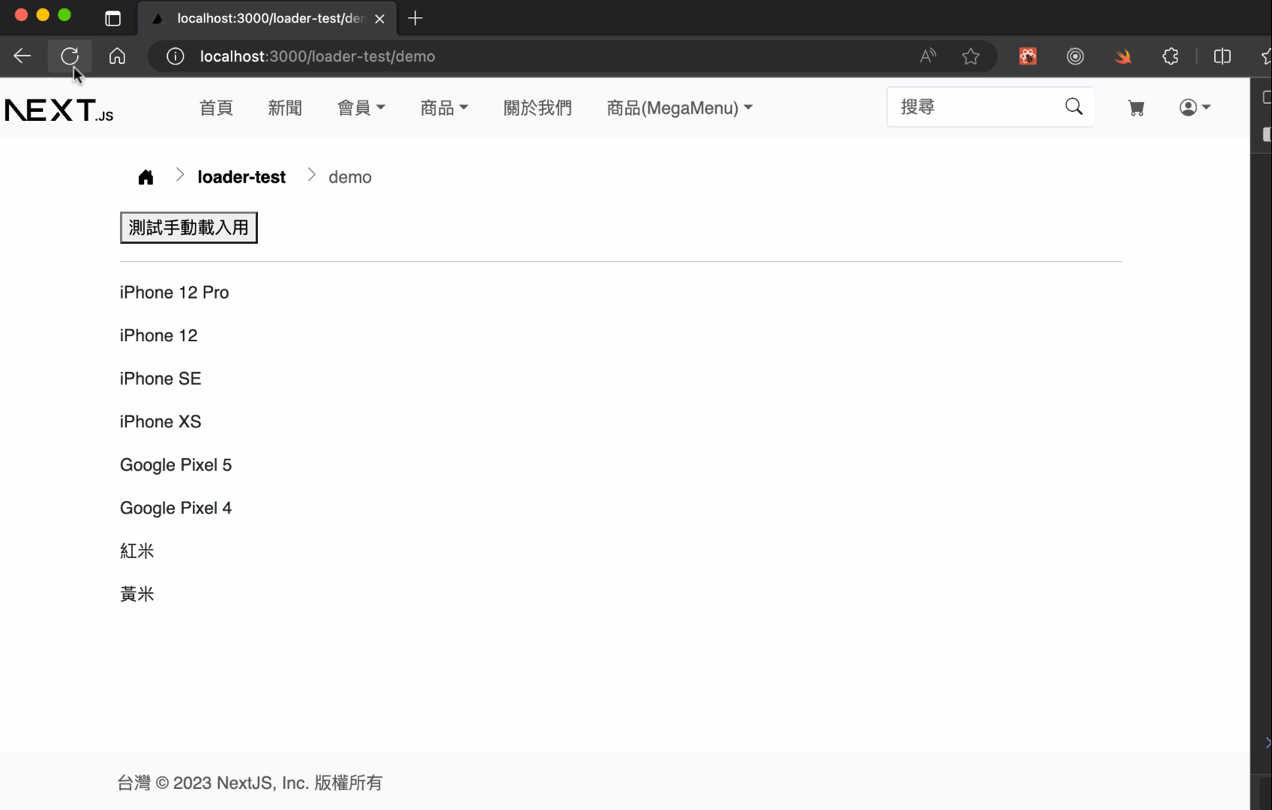 localhost:3000/loader-test/de
localhost:3000/loader-test/demo
NEXT.JS 首頁 新聞 會員 商品 關於我們 商品(MegaMenu) 搜尋
loader-test demo
測試手動載入用
iPhone 12 Pro
iPhone 12
iPhone SE
iPhone XS
Google Pixel 5
Google Pixel 4
紅米
黃米
台灣 © 2023 NextJS, Inc. 版權所有